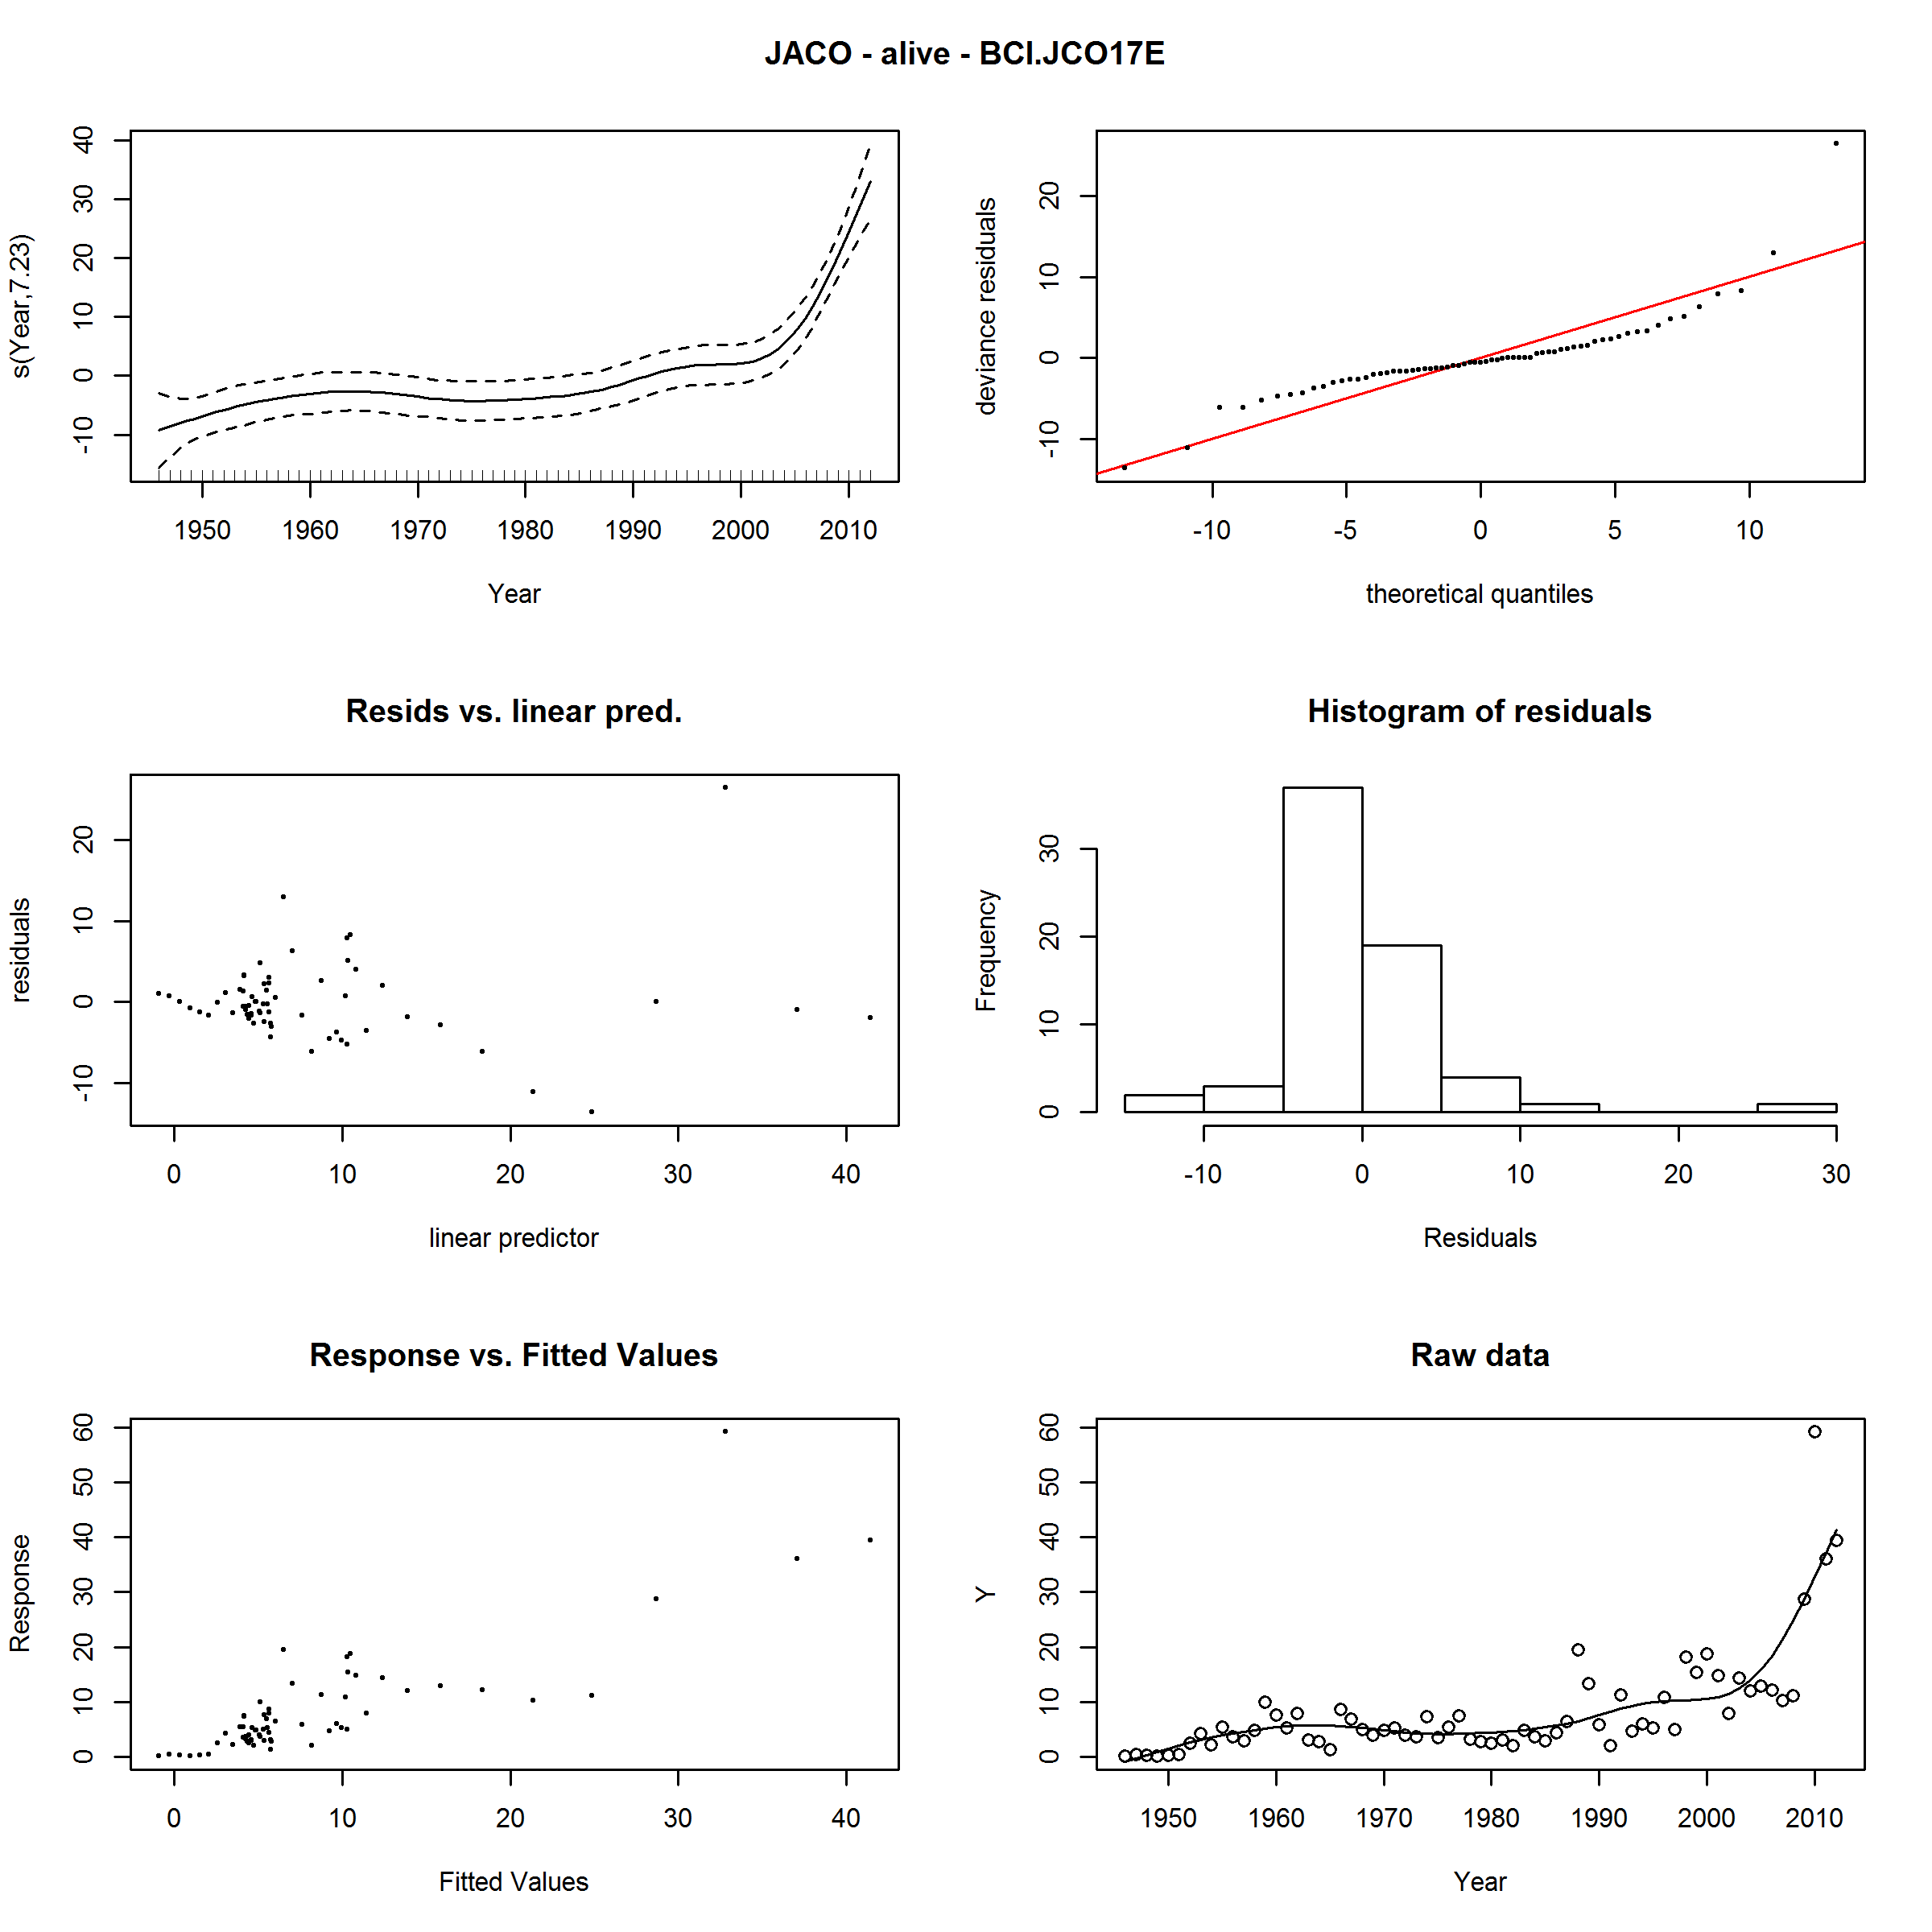 JACO - alive - BCI.JCO17E
s(Year,7.23)
-10 0 10 20 30 40
1950 1960 1970 1980 1990 2000 2010
Year
deviance residuals
-10 0 10 20
-10 -5 0 5 10
theoretical quantiles
Resids vs. linear pred.
residuals
-10 0 10 20
0 10 20 30 40
linear predictor
Histogram of residuals
Frequency
0 10 20 30
-10 0 10 20 30
Residuals
Response vs. Fitted Values
Response
0 10 20 30 40 50 60
0 10 20 30 40
Fitted Values
Raw data
Y
0 10 20 30 40 50 60
1950 1960 1970 1980 1990 2000 2010
Year